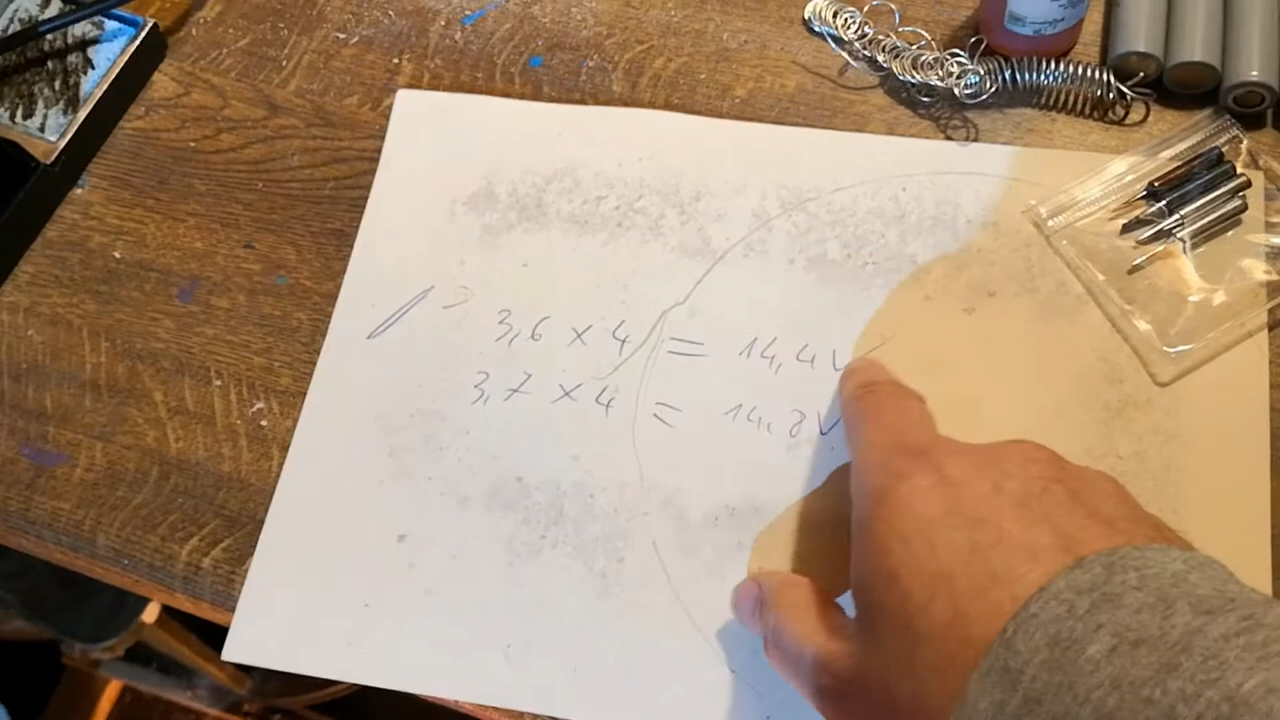 3,6 x 4 = 14,4V
3,7 x 4 = 14,8V